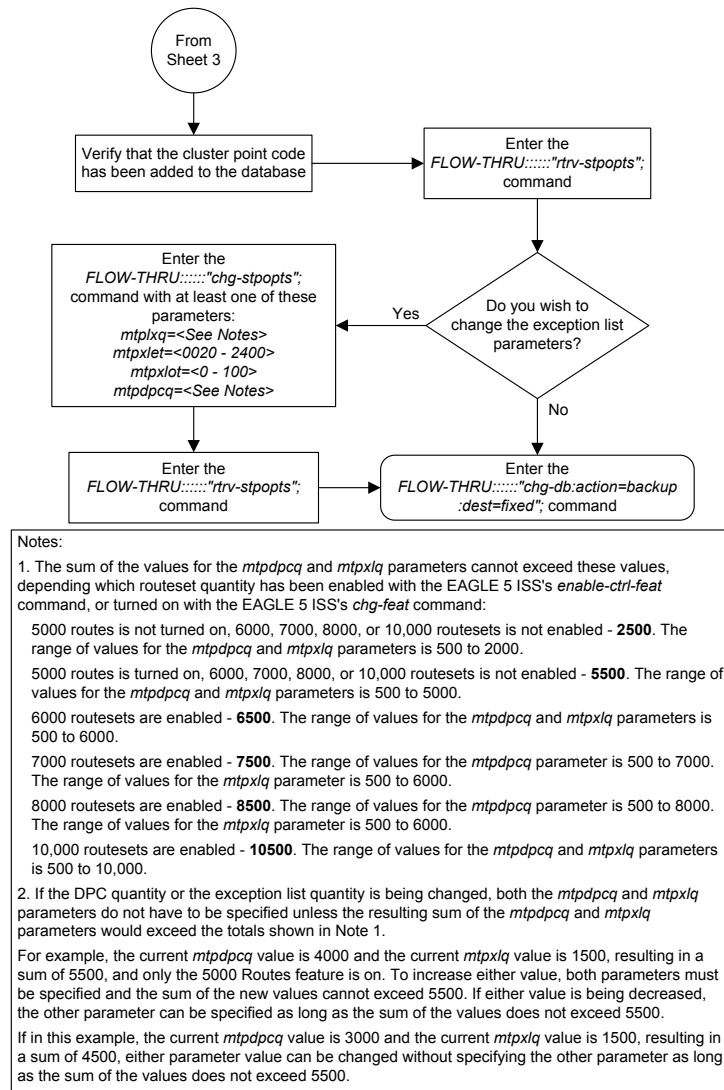 From
Sheet 3
Verify that the cluster point code
has been added to the database
Enter the
FLOW-THRU::::::"rtrv-stpopts";
command
Do you wish to
change the exception list
parameters?
Yes
No
Enter the
FLOW-THRU::::::"chg-stpopts";
command with at least one of these
parameters:
mtplxq=<See Notes>
mtpxlet=<0020 - 2400>
mtpxlot=<0 - 100>
mtpdpcq=<See Notes>
Enter the
FLOW-THRU::::::"rtrv-stpopts";
command
Enter the
FLOW-THRU::::::"chg-db:action=backup
:dest=fixed"; command
Notes:
1. The sum of the values for the mtpdpcq and mtpxlq parameters cannot exceed these values,
depending which routeset quantity has been enabled with the EAGLE 5 ISS's enable-ctrl-feat
command, or turned on with the EAGLE 5 ISS's chg-feat command:
5000 routes is not turned on, 6000, 7000, 8000, or 10,000 routesets is not enabled - 2500. The
range of values for the mtpdpcq and mtpxlq parameters is 500 to 2000.
5000 routes is turned on, 6000, 7000, 8000, or 10,000 routesets is not enabled - 5500. The range of
values for the mtpdpcq and mtpxlq parameters is 500 to 5000.
6000 routesets are enabled - 6500. The range of values for the mtpdpcq and mtpxlq parameters is
500 to 6000.
7000 routesets are enabled - 7500. The range of values for the mtpdpcq parameter is 500 to 7000.
The range of values for the mtpxlq parameter is 500 to 6000.
8000 routesets are enabled - 8500. The range of values for the mtpdpcq parameter is 500 to 8000.
The range of values for the mtpxlq parameter is 500 to 6000.
10,000 routesets are enabled - 10500. The range of values for the mtpdpcq and mtpxlq parameters
is 500 to 10,000.
2. If the DPC quantity or the exception list quantity is being changed, both the mtpdpcq and mtpxlq
parameters do not have to be specified unless the resulting sum of the mtpdpcq and mtpxlq
parameters would exceed the totals shown in Note 1.
For example, the current mtpdpcq value is 4000 and the current mtpxlq value is 1500, resulting in a
sum of 5500, and only the 5000 Routes feature is on. To increase either value, both parameters must
be specified and the sum of the new values cannot exceed 5500. If either value is being decreased,
the other parameter can be specified as long as the sum of the values does not exceed 5500.
If in this example, the current mtpdpcq value is 3000 and the current mtpxlq value is 1500, resulting in
a sum of 4500, either parameter value can be changed without specifying the other parameter as long
as the sum of the values does not exceed 5500.